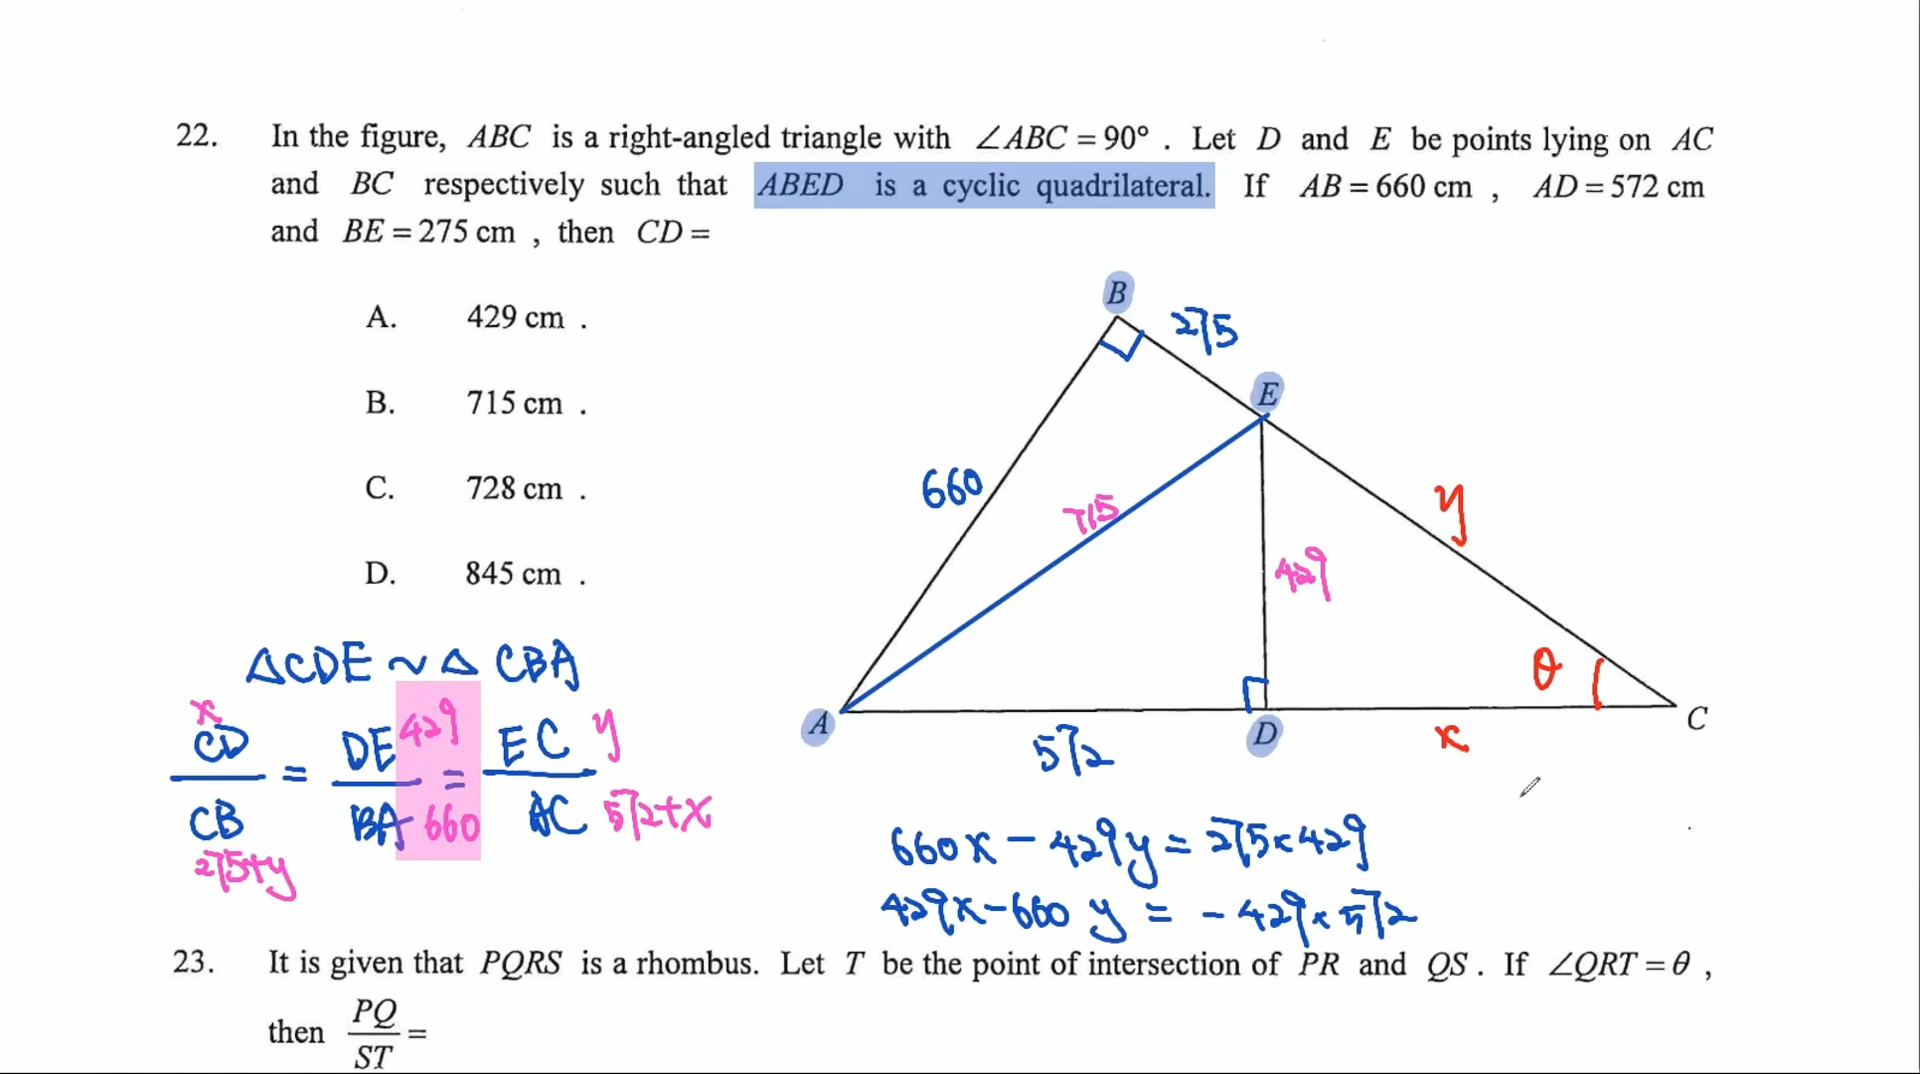 22. In the figure, ABC is a right-angled triangle with ∠ABC = 90° . Let D and E be points lying on AC
and BC respectively such that ABED is a cyclic quadrilateral. If AB = 660 cm , AD = 572 cm
and BE = 275 cm , then CD =
A. 429 cm .
B. 715 cm .
C. 728 cm .
D. 845 cm .
B
275
E
660
715
y
429
θ
A
572
D
x
C
△CDE ~ △ CBA
x 429 y
CD/CB = DE/BA = EC/AC
275+y 660 572+x
660x − 429y = 275×429
429x − 660y = − 429×572
23. It is given that PQRS is a rhombus. Let T be the point of intersection of PR and QS . If ∠QRT = θ ,
then PQ/ST =